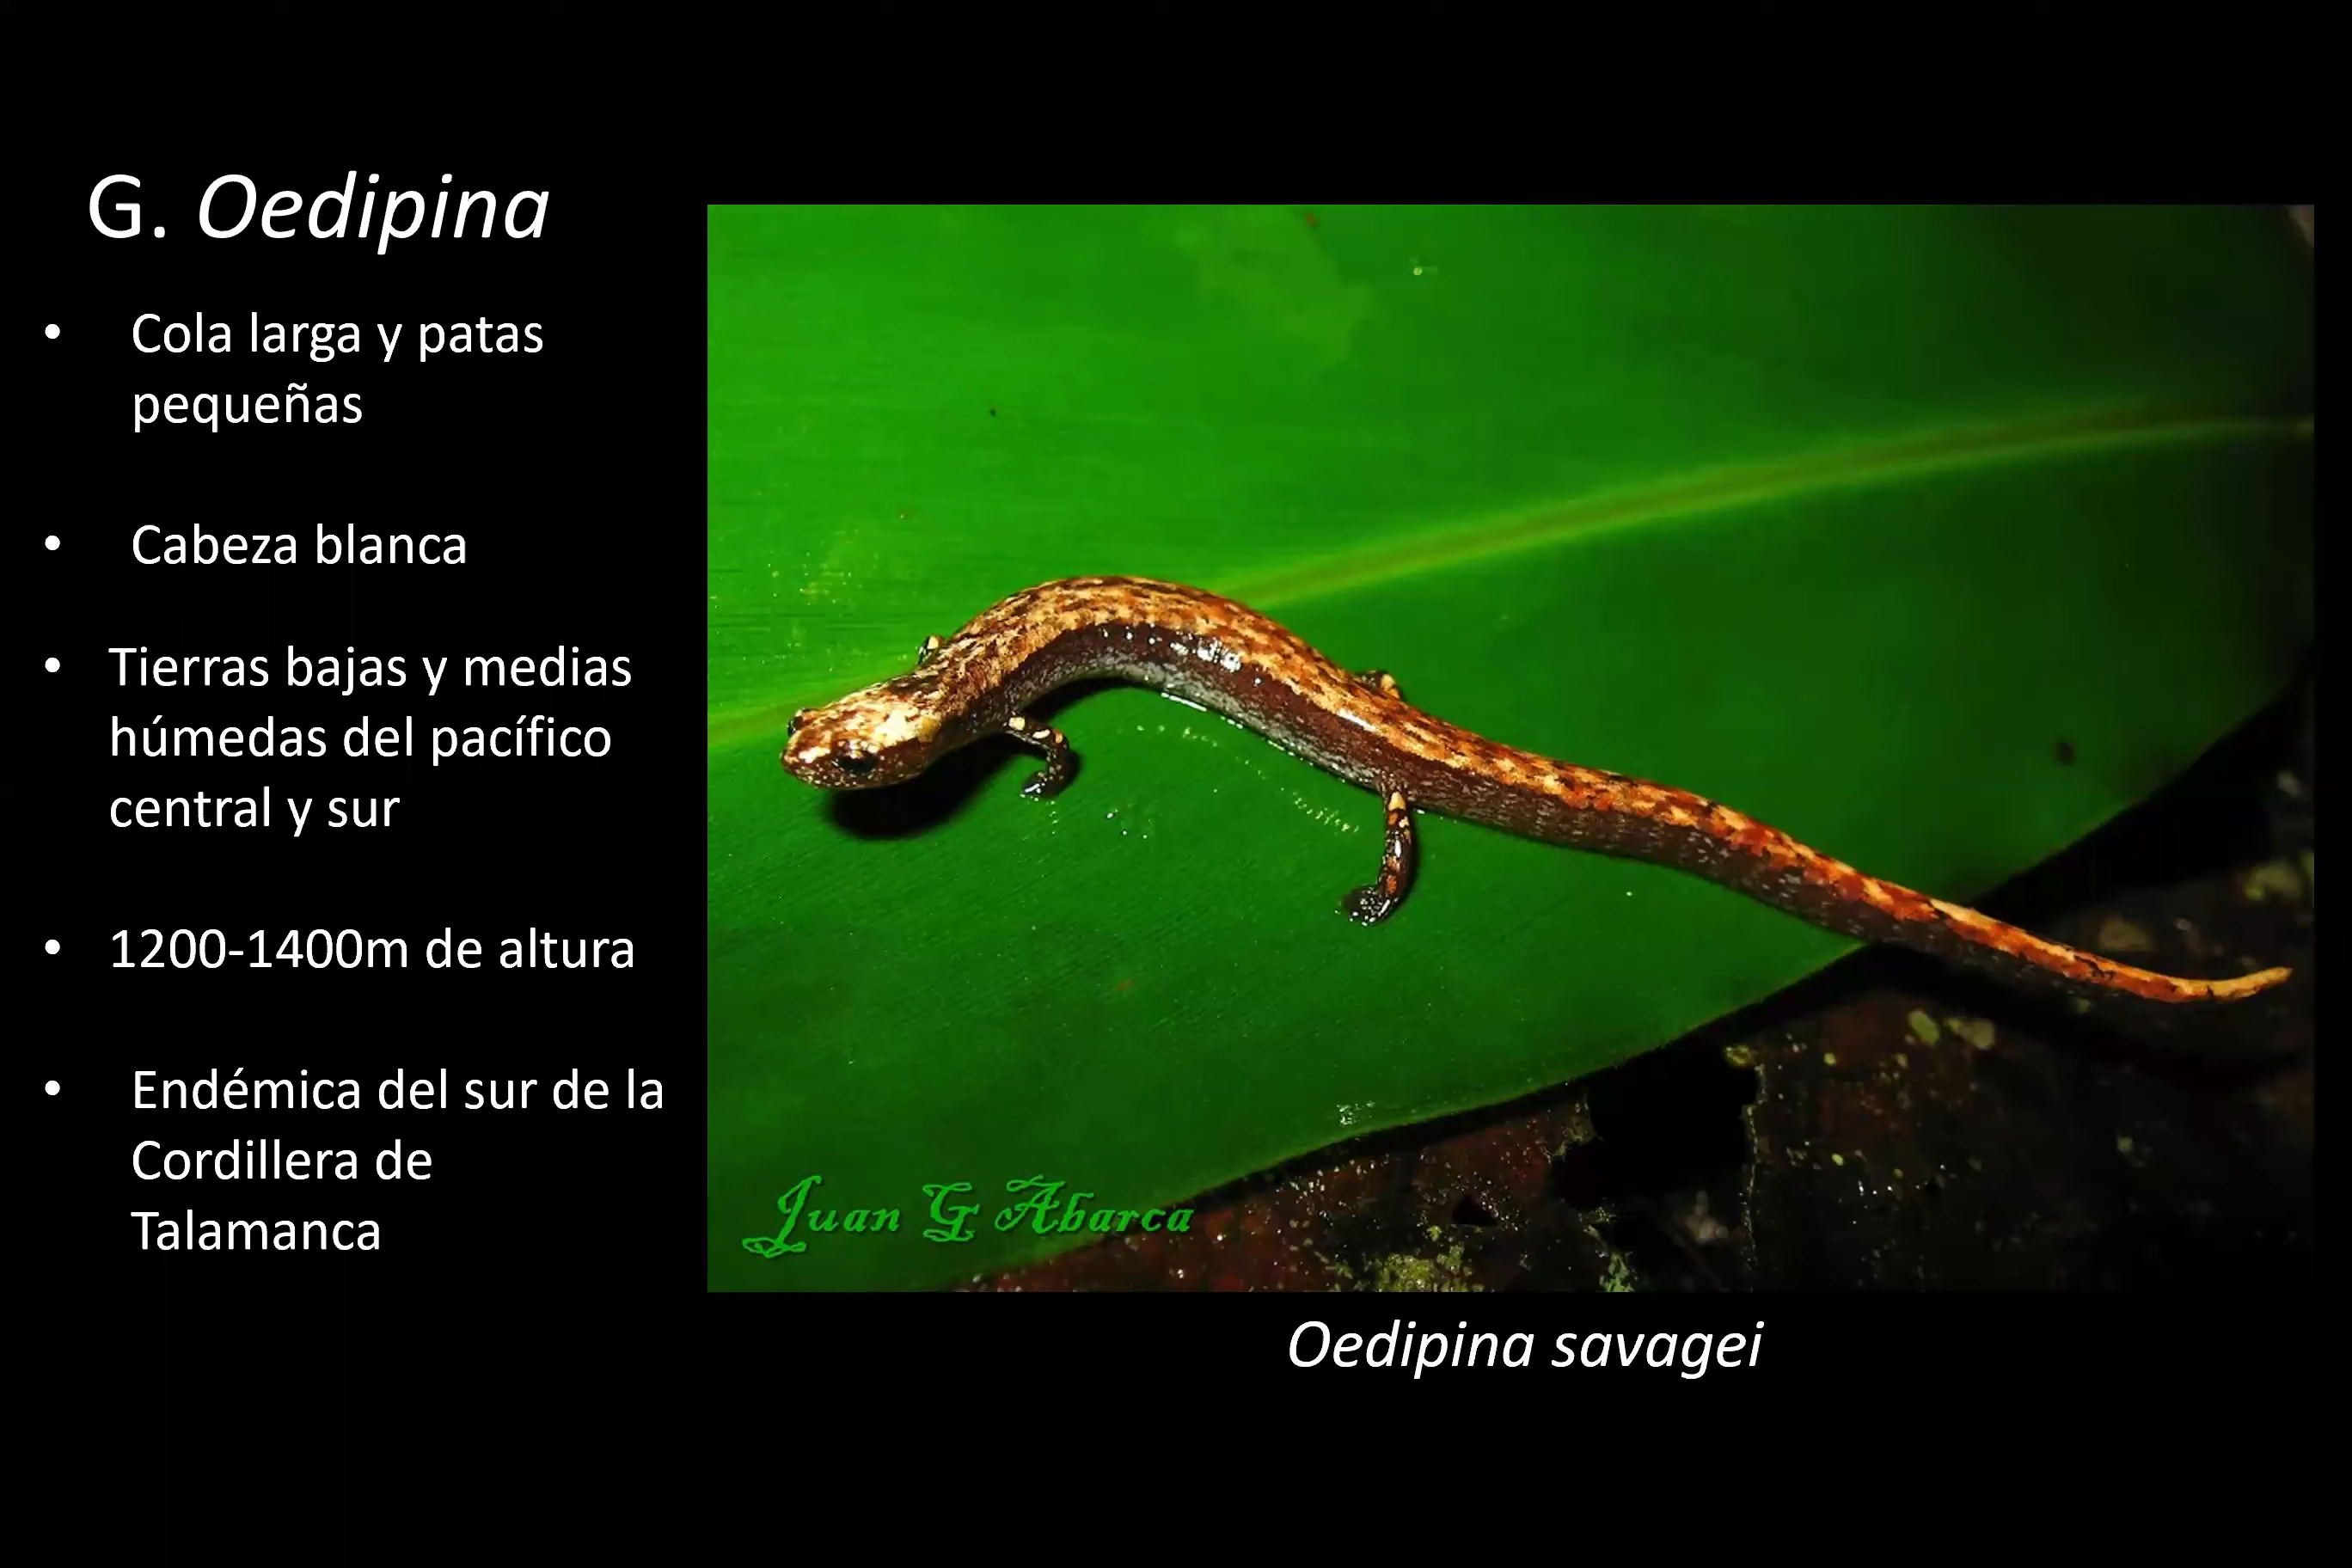 G. Oedipina
• Cola larga y patas
pequeñas
• Cabeza blanca
• Tierras bajas y medias
húmedas del pacífico
central y sur
• 1200-1400m de altura
• Endémica del sur de la
Cordillera de
Talamanca
Juan G Abarca
Oedipina savagei